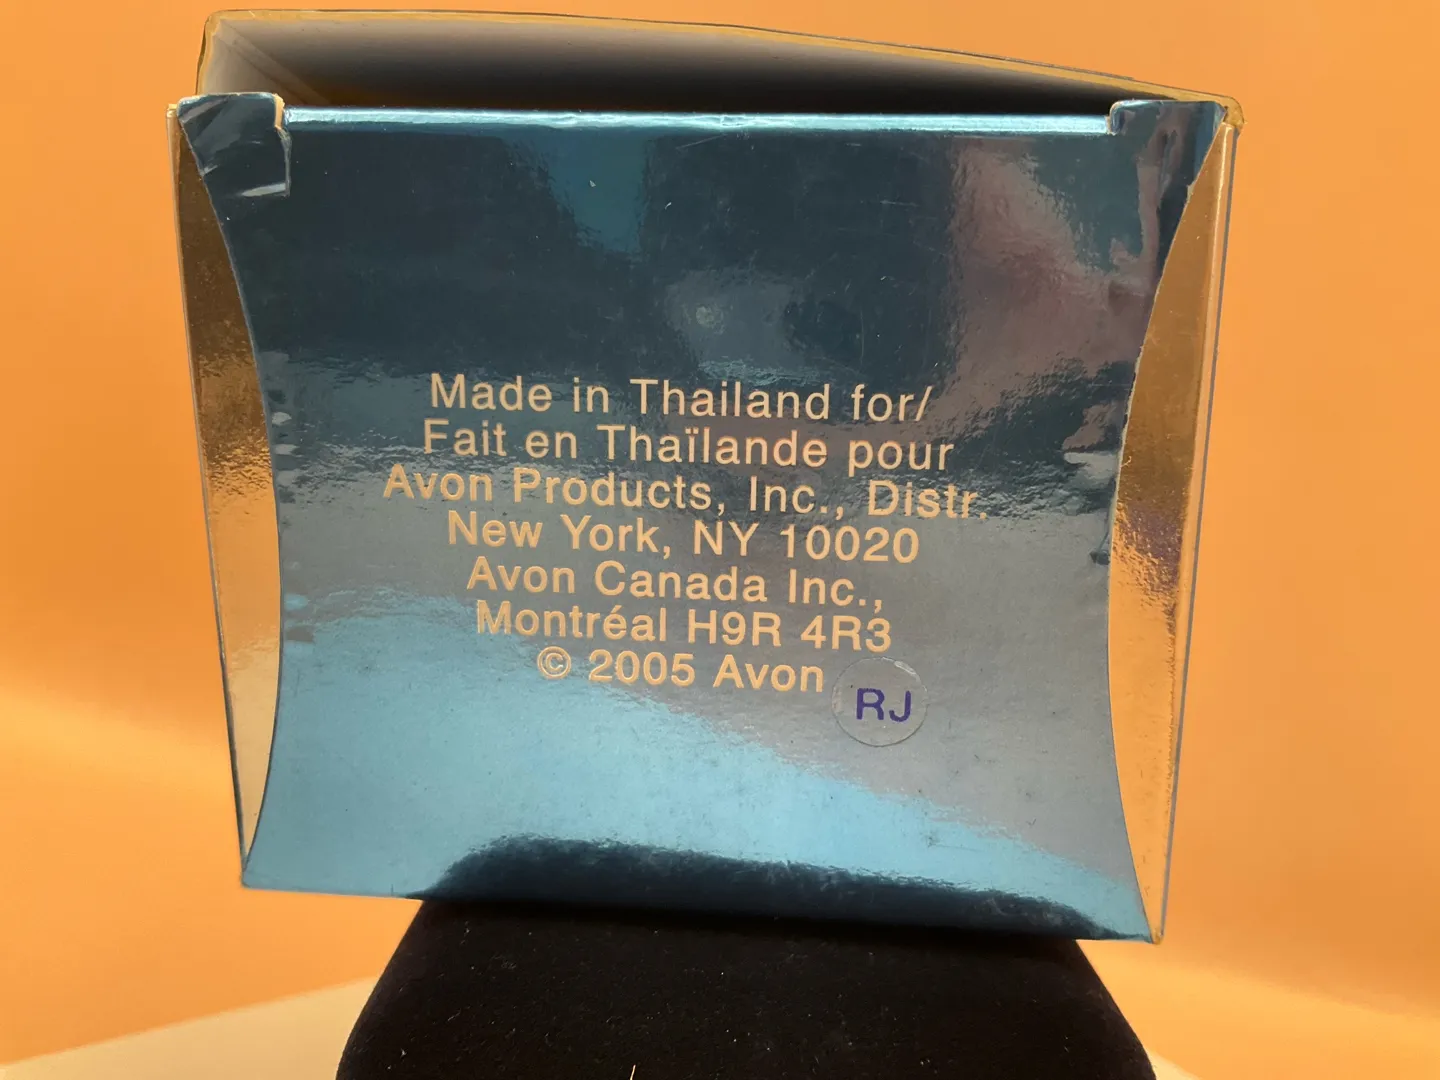 Made in Thailand for/
Fait en Thaïlande pour
Avon Products, Inc., Distr.
New York, NY 10020
Avon Canada Inc.,
Montréal H9R 4R3
© 2005 Avon
RJ